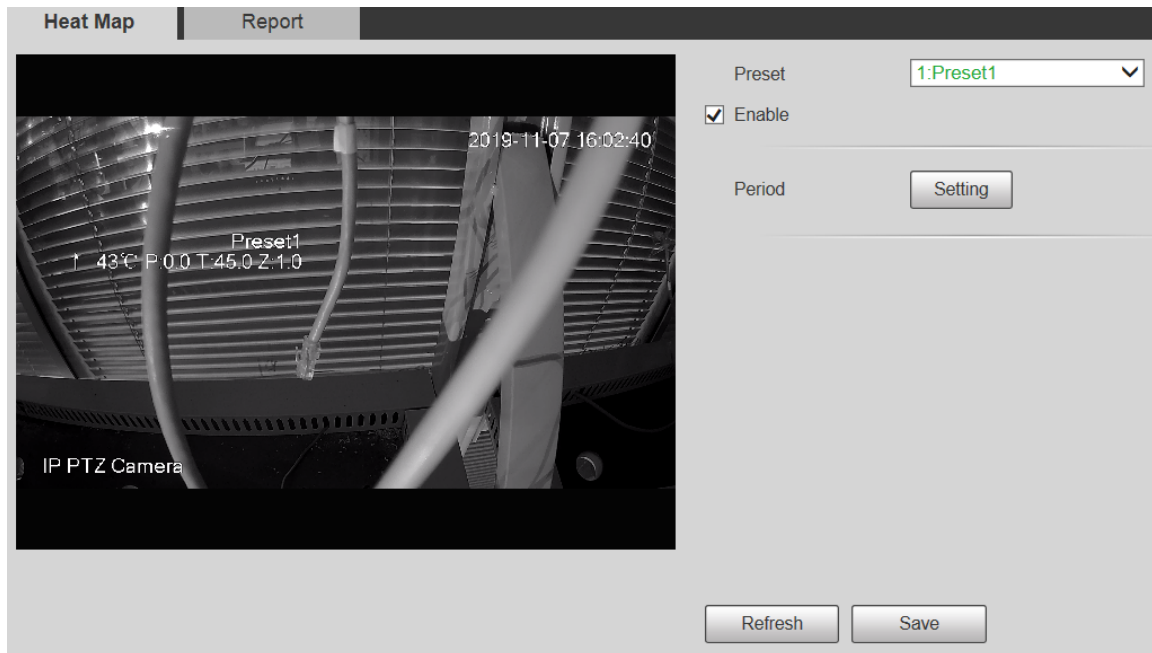 Heat Map
Report
2019-11-07 16:02:40
Preset1
↑ 43℃ P:0.0 T:45.0 Z:1.0
IP PTZ Camera
Preset
1:Preset1
Enable
Period
Setting
Refresh
Save